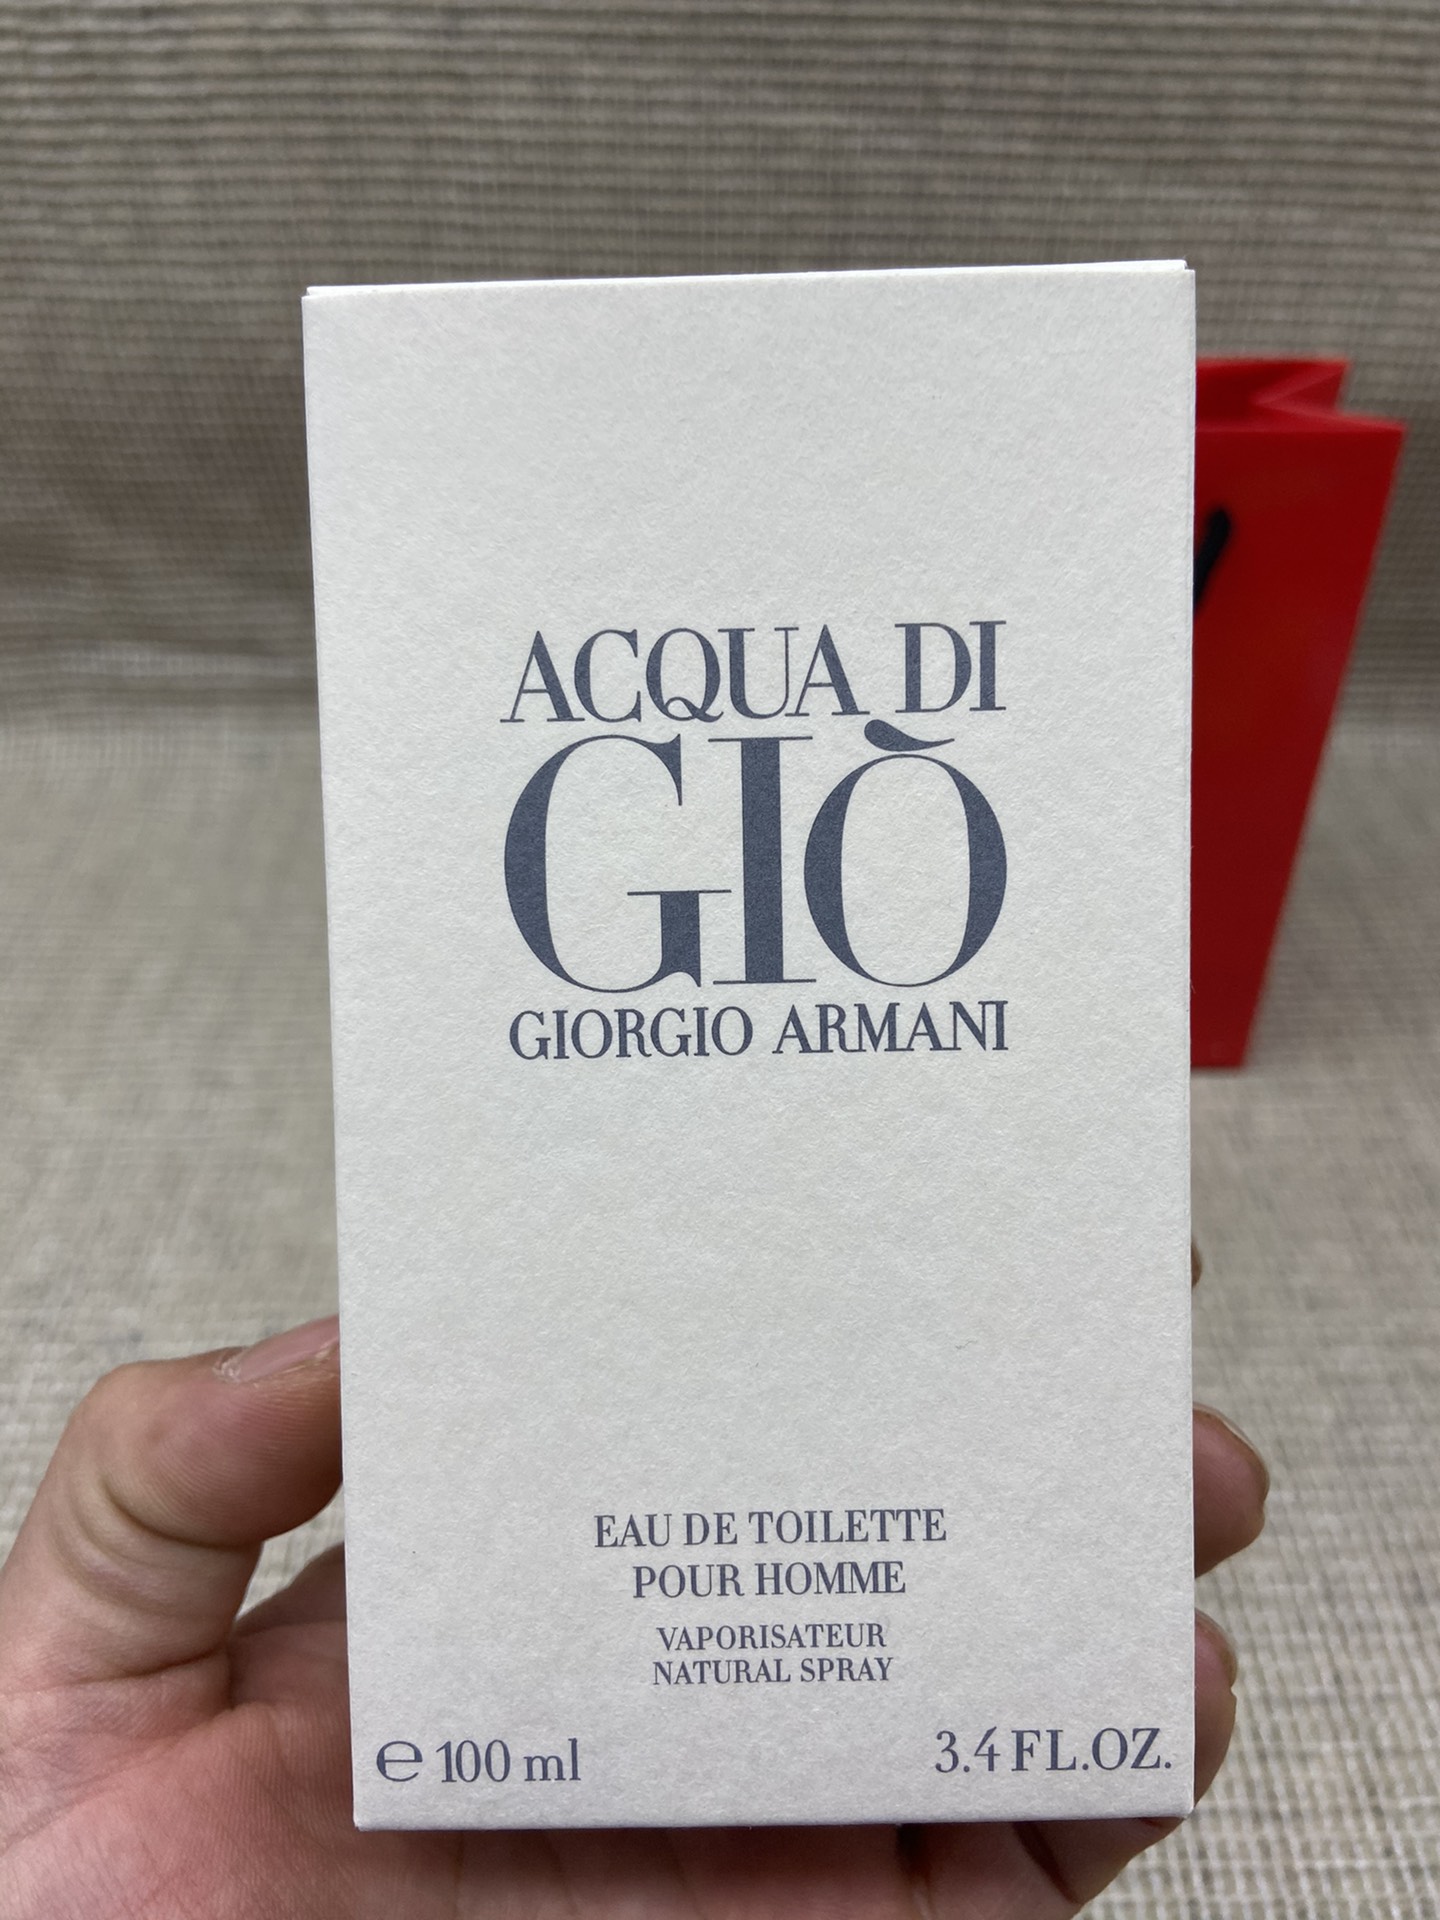 ACQUA DI
GIÒ
GIORGIO ARMANI
EAU DE TOILETTE
POUR HOMME
VAPORISATEUR
NATURAL SPRAY
℮ 100 ml 3.4 FL.OZ.